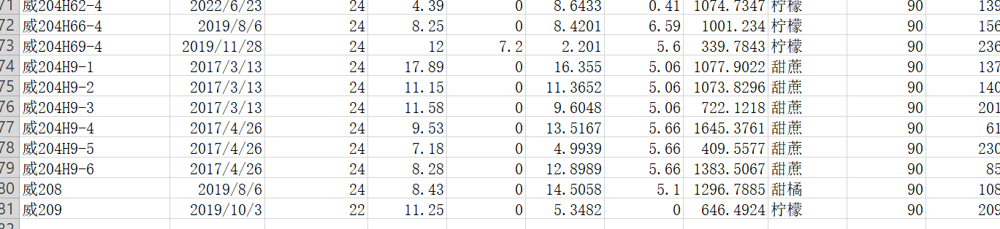 71 威204H62-4 2022/6/23 24 4.39 0 8.6433 0.41 1074.7347 柠檬 90 139
72 威204H66-4 2019/8/6 24 8.25 0 8.4201 6.59 1001.234 柠檬 90 156
73 威204H69-4 2019/11/28 24 12 7.2 2.201 5.6 339.7843 柠檬 90 236
74 威204H9-1 2017/3/13 24 17.89 0 16.355 5.06 1077.9022 甜蔗 90 137
75 威204H9-2 2017/3/13 24 11.15 0 11.3652 5.06 1073.8296 甜蔗 90 140
76 威204H9-3 2017/3/13 24 11.58 0 9.6048 5.06 722.1218 甜蔗 90 201
77 威204H9-4 2017/4/26 24 9.53 0 13.5167 5.66 1645.3761 甜蔗 90 61
78 威204H9-5 2017/4/26 24 7.18 0 4.9939 5.66 409.5577 甜蔗 90 230
79 威204H9-6 2017/4/26 24 8.28 0 12.8989 5.66 1383.5067 甜蔗 90 85
80 威208 2019/8/6 24 8.43 0 14.5058 5.1 1296.7885 甜橘 90 108
81 威209 2019/10/3 22 11.25 0 5.3482 0 646.4924 柠檬 90 209